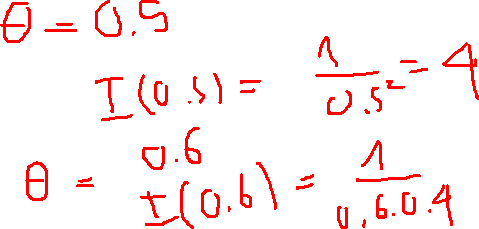 θ = 0.5
I(0.5) = 1/0.5² = 4
θ = 0.6
I(0.6) = 1/0.6.0.4